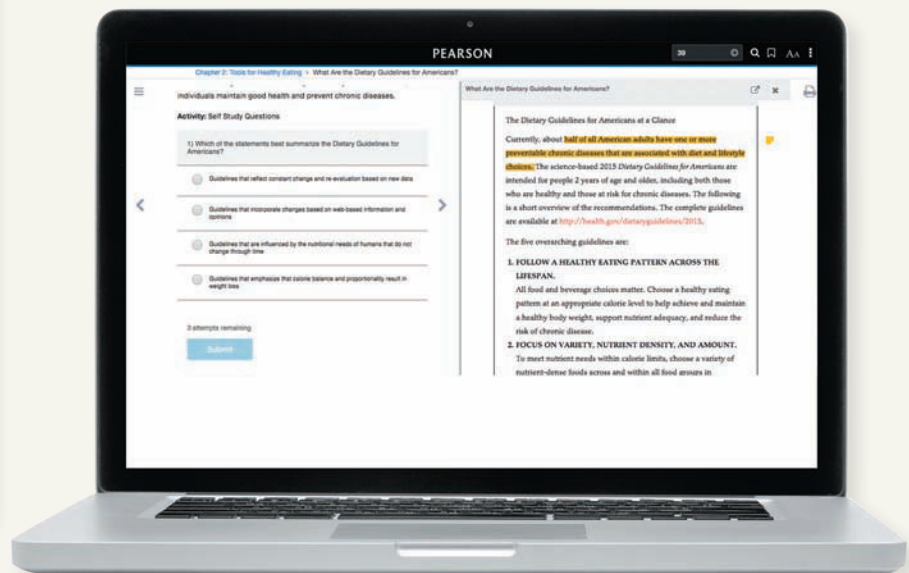 PEARSON
39
AA
Chapter 2: Tools for Healthy Eating › What Are the Dietary Guidelines for Americans?
individuals maintain good health and prevent chronic diseases.
Activity: Self Study Questions
1) Which of the statements best summarize the Dietary Guidelines for
Americans?
Guidelines that reflect constant change and re-evaluation based on new data
Guidelines that incorporate changes based on web-based information and
opinions
Guidelines that are influenced by the nutritional needs of humans that do not
change through time
Guidelines that emphasize that calorie balance and proportionality result in
weight loss
3 attempts remaining
Submit
What Are the Dietary Guidelines for Americans?
The Dietary Guidelines for Americans at a Glance
Currently, about half of all American adults have one or more
preventable chronic diseases that are associated with diet and lifestyle
choices. The science-based 2015 Dietary Guidelines for Americans are
intended for people 2 years of age and older, including both those
who are healthy and those at risk for chronic diseases. The following
is a short overview of the recommendations. The complete guidelines
are available at http://health.gov/dietaryguidelines/2015.
The five overarching guidelines are:
1. FOLLOW A HEALTHY EATING PATTERN ACROSS THE
LIFESPAN.
All food and beverage choices matter. Choose a healthy eating
pattern at an appropriate calorie level to help achieve and maintain
a healthy body weight, support nutrient adequacy, and reduce the
risk of chronic disease.
2. FOCUS ON VARIETY, NUTRIENT DENSITY, AND AMOUNT.
To meet nutrient needs within calorie limits, choose a variety of
nutrient-dense foods across and within all food groups in